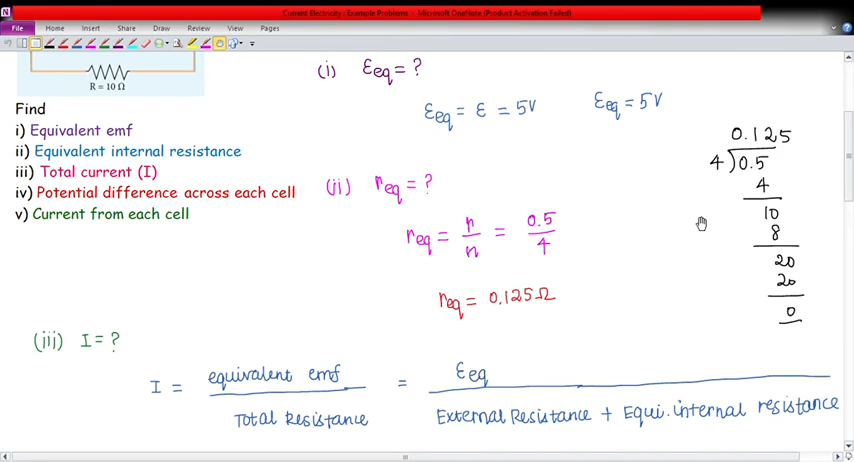 Current Electricity : Example Problems - Microsoft OneNote (Product Activation Failed)
File Home Insert Share Draw Review View
R = 10 Ω
Find
i) Equivalent emf
ii) Equivalent internal resistance
iii) Total current (I)
iv) Potential difference across each cell
v) Current from each cell
(i) εeq = ?
εeq = ε = 5V εeq = 5V
(ii) req = ?
req = r/n = 0.5/4
req = 0.125Ω
0.125
4 0.5
4
10
8
20
20
0
(iii) I = ?
I = equivalent emf / Total Resistance = εeq / External Resistance + Equi. internal resistance